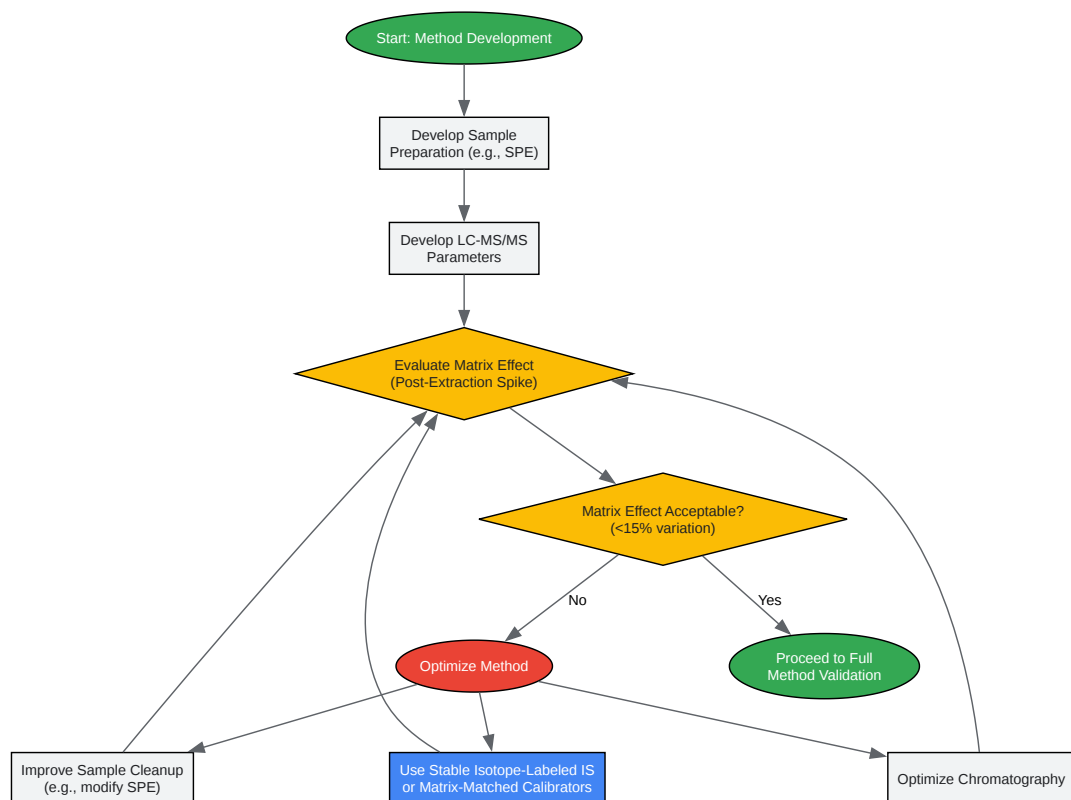 Start: Method Development
Develop Sample
Preparation (e.g., SPE)
Develop LC-MS/MS
Parameters
Evaluate Matrix Effect
(Post-Extraction Spike)
Matrix Effect Acceptable?
(<15% variation)
No
Yes
Optimize Method
Proceed to Full
Method Validation
Improve Sample Cleanup
(e.g., modify SPE)
Use Stable Isotope-Labeled IS
or Matrix-Matched Calibrators
Optimize Chromatography